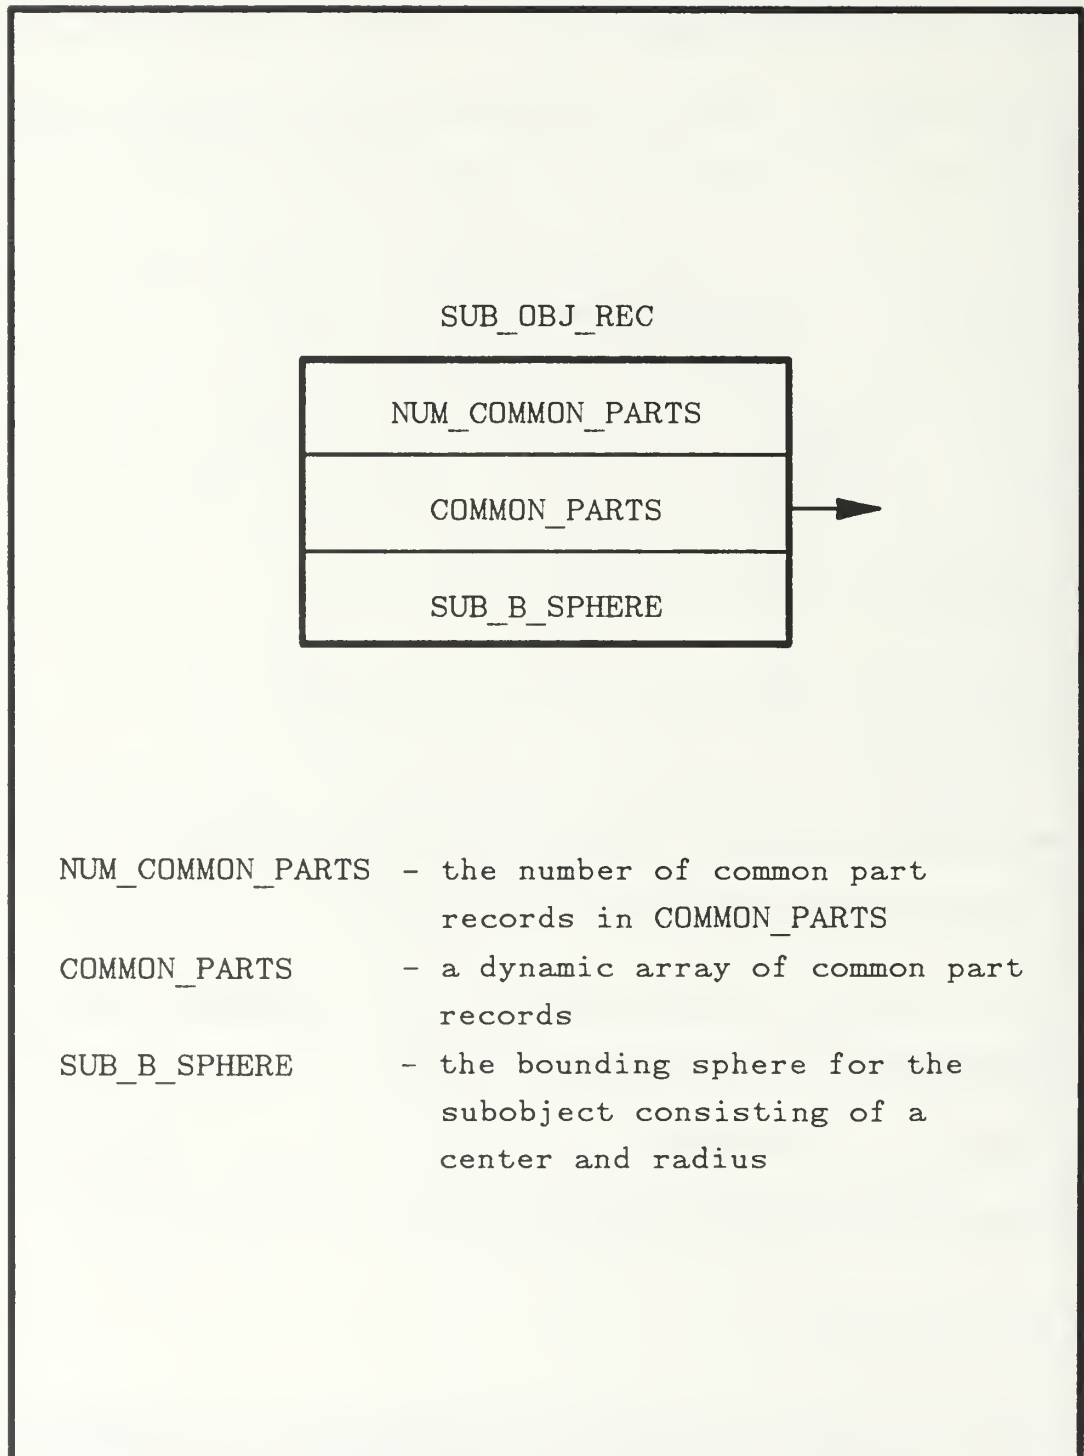 SUB_OBJ_REC
NUM_COMMON_PARTS
COMMON_PARTS
SUB_B_SPHERE
NUM_COMMON_PARTS - the number of common part
records in COMMON_PARTS
COMMON_PARTS - a dynamic array of common part
records
SUB_B_SPHERE - the bounding sphere for the
subobject consisting of a
center and radius